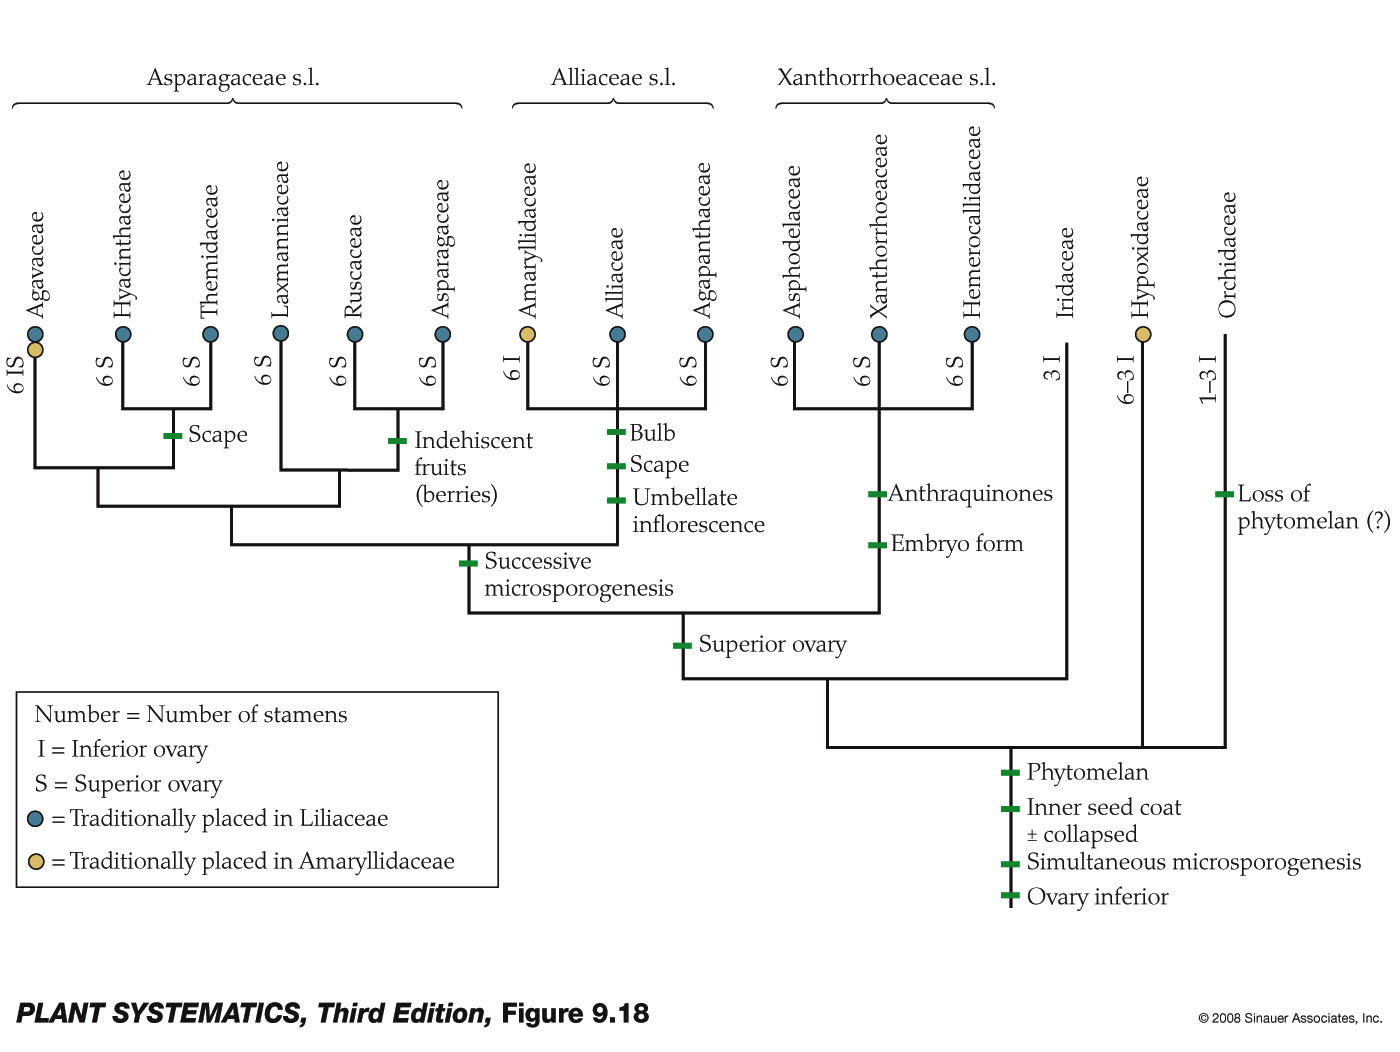 Asparagaceae s.l.
Alliaceae s.l.
Xanthorrhoeaceae s.l.
Agavaceae
Hyacinthaceae
Themidaceae
Laxmanniaceae
Ruscaceae
Asparagaceae
Amaryllidaceae
Alliaceae
Agapanthaceae
Asphodelaceae
Xanthorrhoeaceae
Hemerocallidaceae
Iridaceae
Hypoxidaceae
Orchidaceae
6 IS
6 S
6 S
6 S
6 S
6 S
6 I
6 S
6 S
6 S
6 S
6 S
3 I
6–3 I
1–3 I
Scape
Indehiscent
fruits
(berries)
Bulb
Scape
Umbellate
inflorescence
Anthraquinones
Embryo form
Loss of
phytomelan (?)
Successive
microsporogenesis
Superior ovary
Number = Number of stamens
I = Inferior ovary
S = Superior ovary
= Traditionally placed in Liliaceae
= Traditionally placed in Amaryllidaceae
Phytomelan
Inner seed coat
± collapsed
Simultaneous microsporogenesis
Ovary inferior
PLANT SYSTEMATICS, Third Edition, Figure 9.18
© 2008 Sinauer Associates, Inc.